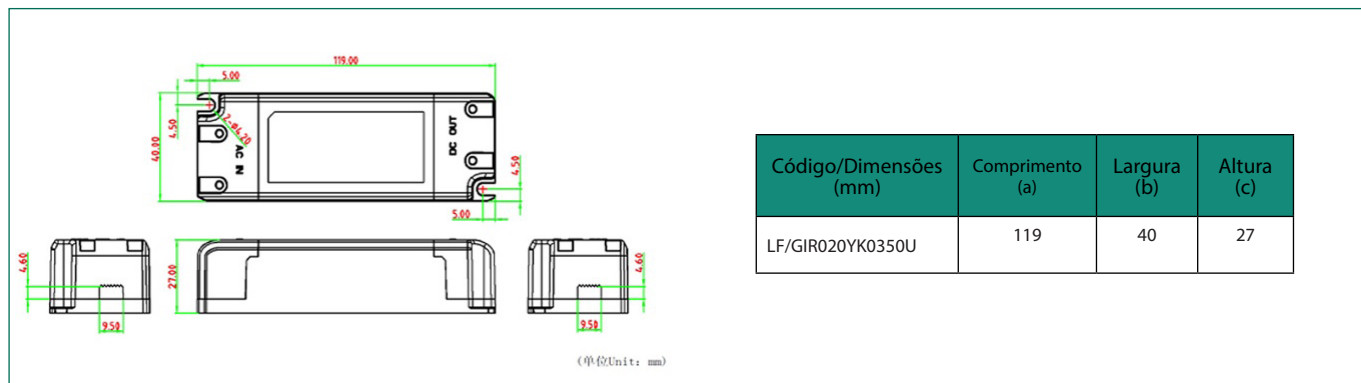 119.00
5.00
4.50
40.00
2-ø4.20
AC IN
DC OUT
4.50
5.00
4.60
9.50
27.00
4.60
9.50
(单位Unit: mm)
Código/Dimensões
(mm)
Comprimento
(a)
Largura
(b)
Altura
(c)
LF/GIR020YK0350U
119
40
27